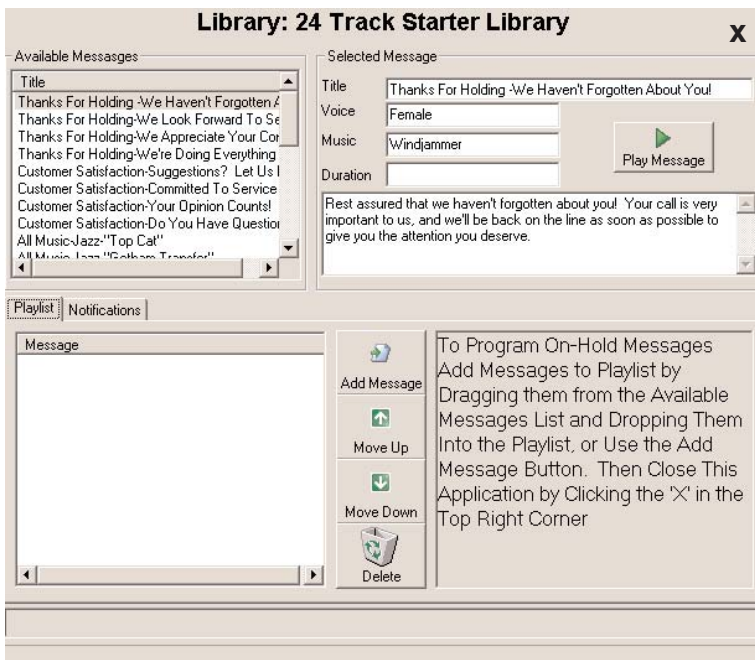 Library: 24 Track Starter Library
X
Available Messasges
Title
Thanks For Holding -We Haven't Forgotten
Thanks For Holding-We Look Forward To
Thanks For Holding-We Appreciate Your
Thanks For Holding-We're Doing Everything
Customer Satisfaction-Suggestions? Let Us
Customer Satisfaction-Committed To Service
Customer Satisfaction-Your Opinion Counts!
Customer Satisfaction-Do You Have
All Music-Jazz-"Top Cat"
All Music-Jazz-"Gotham Transfer"
Selected Message
Title
Thanks For Holding -We Haven't Forgotten About You!
Voice
Female
Music
Windjammer
Duration
Play Message
Rest assured that we haven't forgotten about you! Your call is very
important to us, and we'll be back on the line as soon as possible to
give you the attention you deserve.
Playlist
Notifications
Message
Add Message
Move Up
Move Down
Delete
To Program On-Hold Messages
Add Messages to Playlist by
Dragging them from the Available
Messages List and Dropping Them
Into the Playlist, or Use the Add
Message Button. Then Close This
Application by Clicking the 'X' in the
Top Right Corner